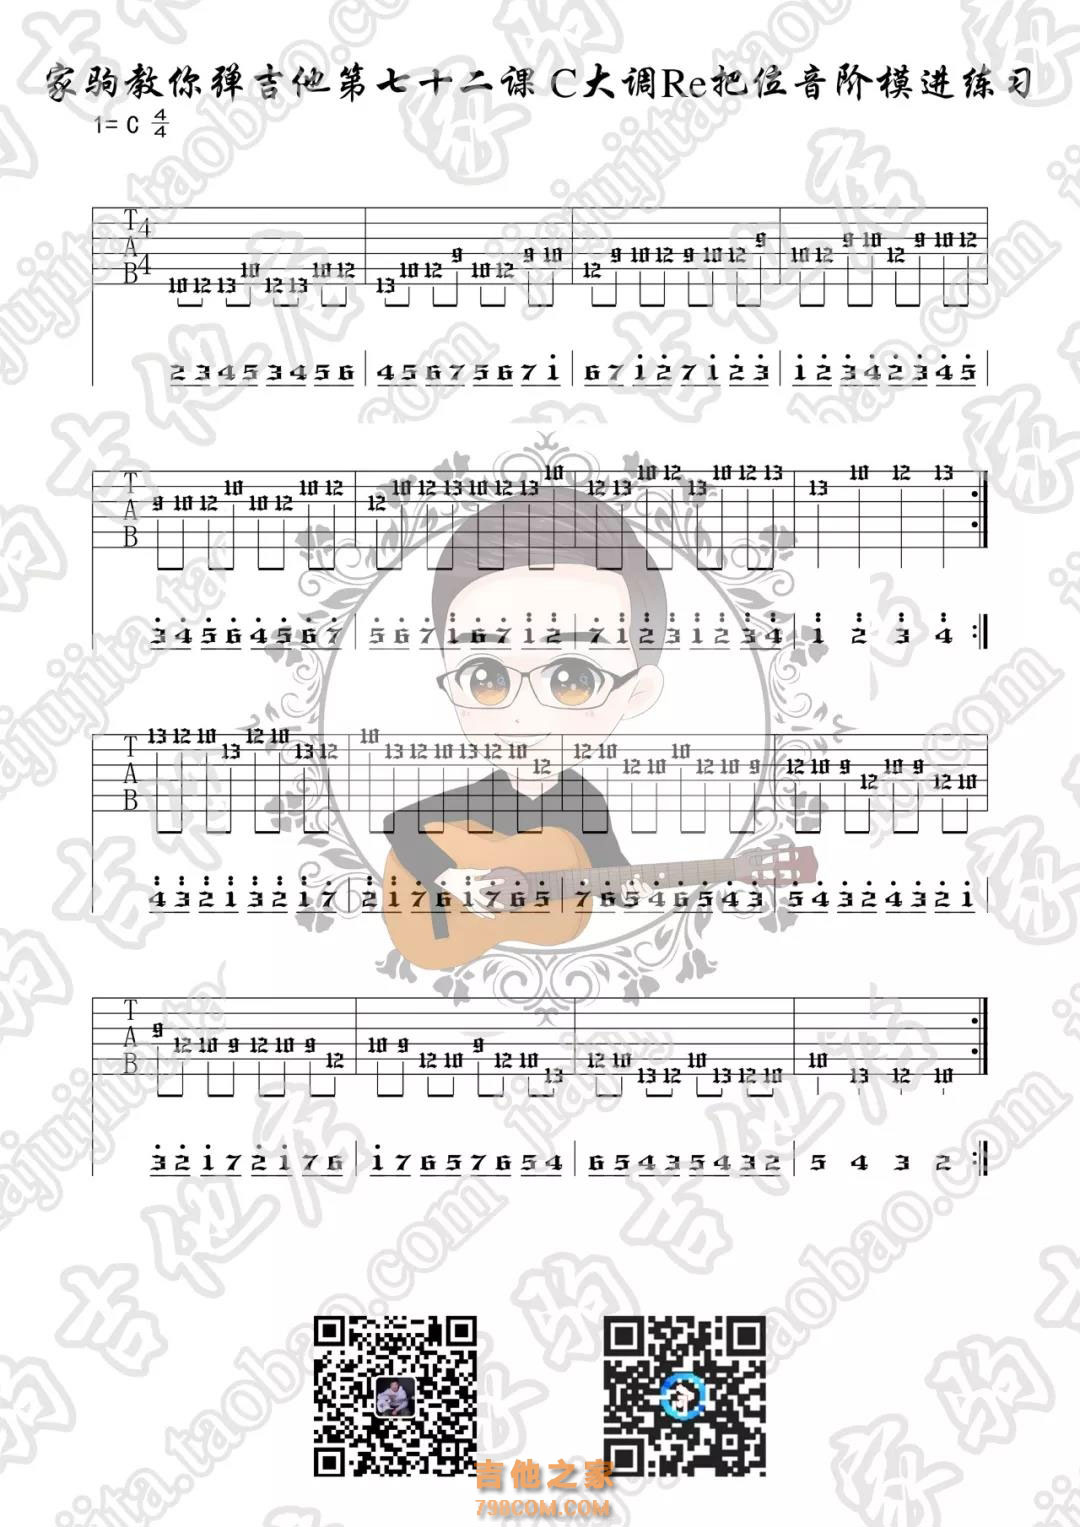 家驹教你弹吉他第七十二课 C大调Re把位音阶模进练习
1= C 4/4
T A B 4 4
10 12 13 10 12 13 10 12 13 10 12 9 10 12 9 10 12 9 10 12 9 10 12 9 10 12 9 10 12 9 10 12
2 3 4 5 3 4 5 6 4 5 6 7 5 6 7 1 6 7 1 2 7 1 2 3 1 2 3 4 2 3 4 5
T A B
9 10 12 10 10 12 10 12 12 10 12 13 10 12 13 10 12 13 10 12 13 10 12 13 13 10 12 13
3 4 5 6 4 5 6 7 5 6 7 1 6 7 1 2 7 1 2 3 1 2 3 4 1 2 3 4 :
T A B
13 12 10 13 12 10 13 12 10 13 12 10 13 12 10 12 12 10 12 10 10 12 10 9 12 10 9 12 10 9 12 10
4 3 2 1 3 2 1 7 2 1 7 6 1 7 6 5 7 6 5 4 6 5 4 3 5 4 3 2 4 3 2 1
T A B
9 12 10 9 12 10 9 12 10 9 12 10 9 12 10 13 12 10 13 12 10 13 12 10 10 13 12 10
3 2 1 7 2 1 7 6 1 7 6 5 7 6 5 4 6 5 4 3 5 4 3 2 5 4 3 2 :
吉他之家
798COM.COM